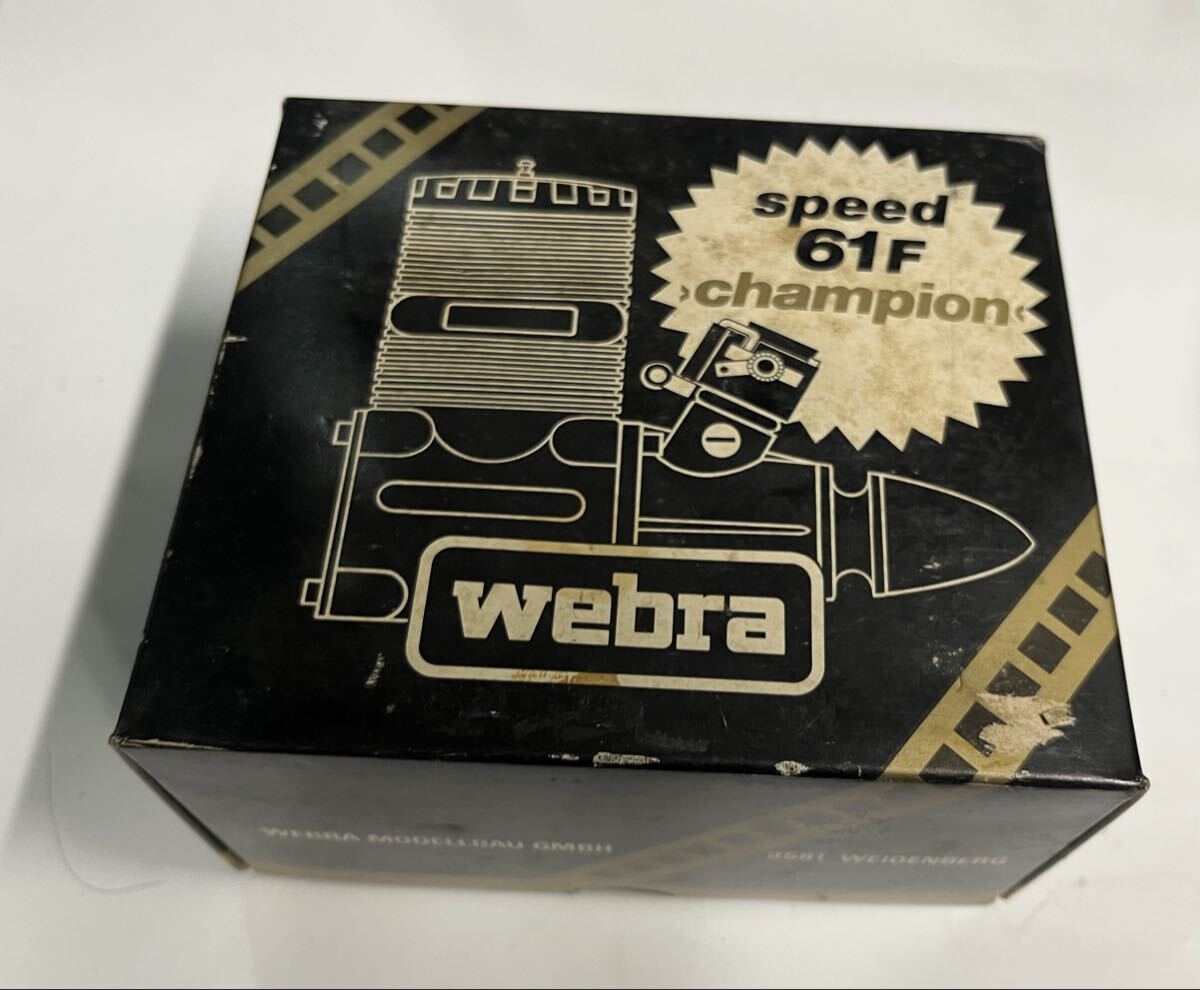 speed
61F
›champion‹
webra
WEBRA MODELLBAU GMBH
8581 WEIDENBERG